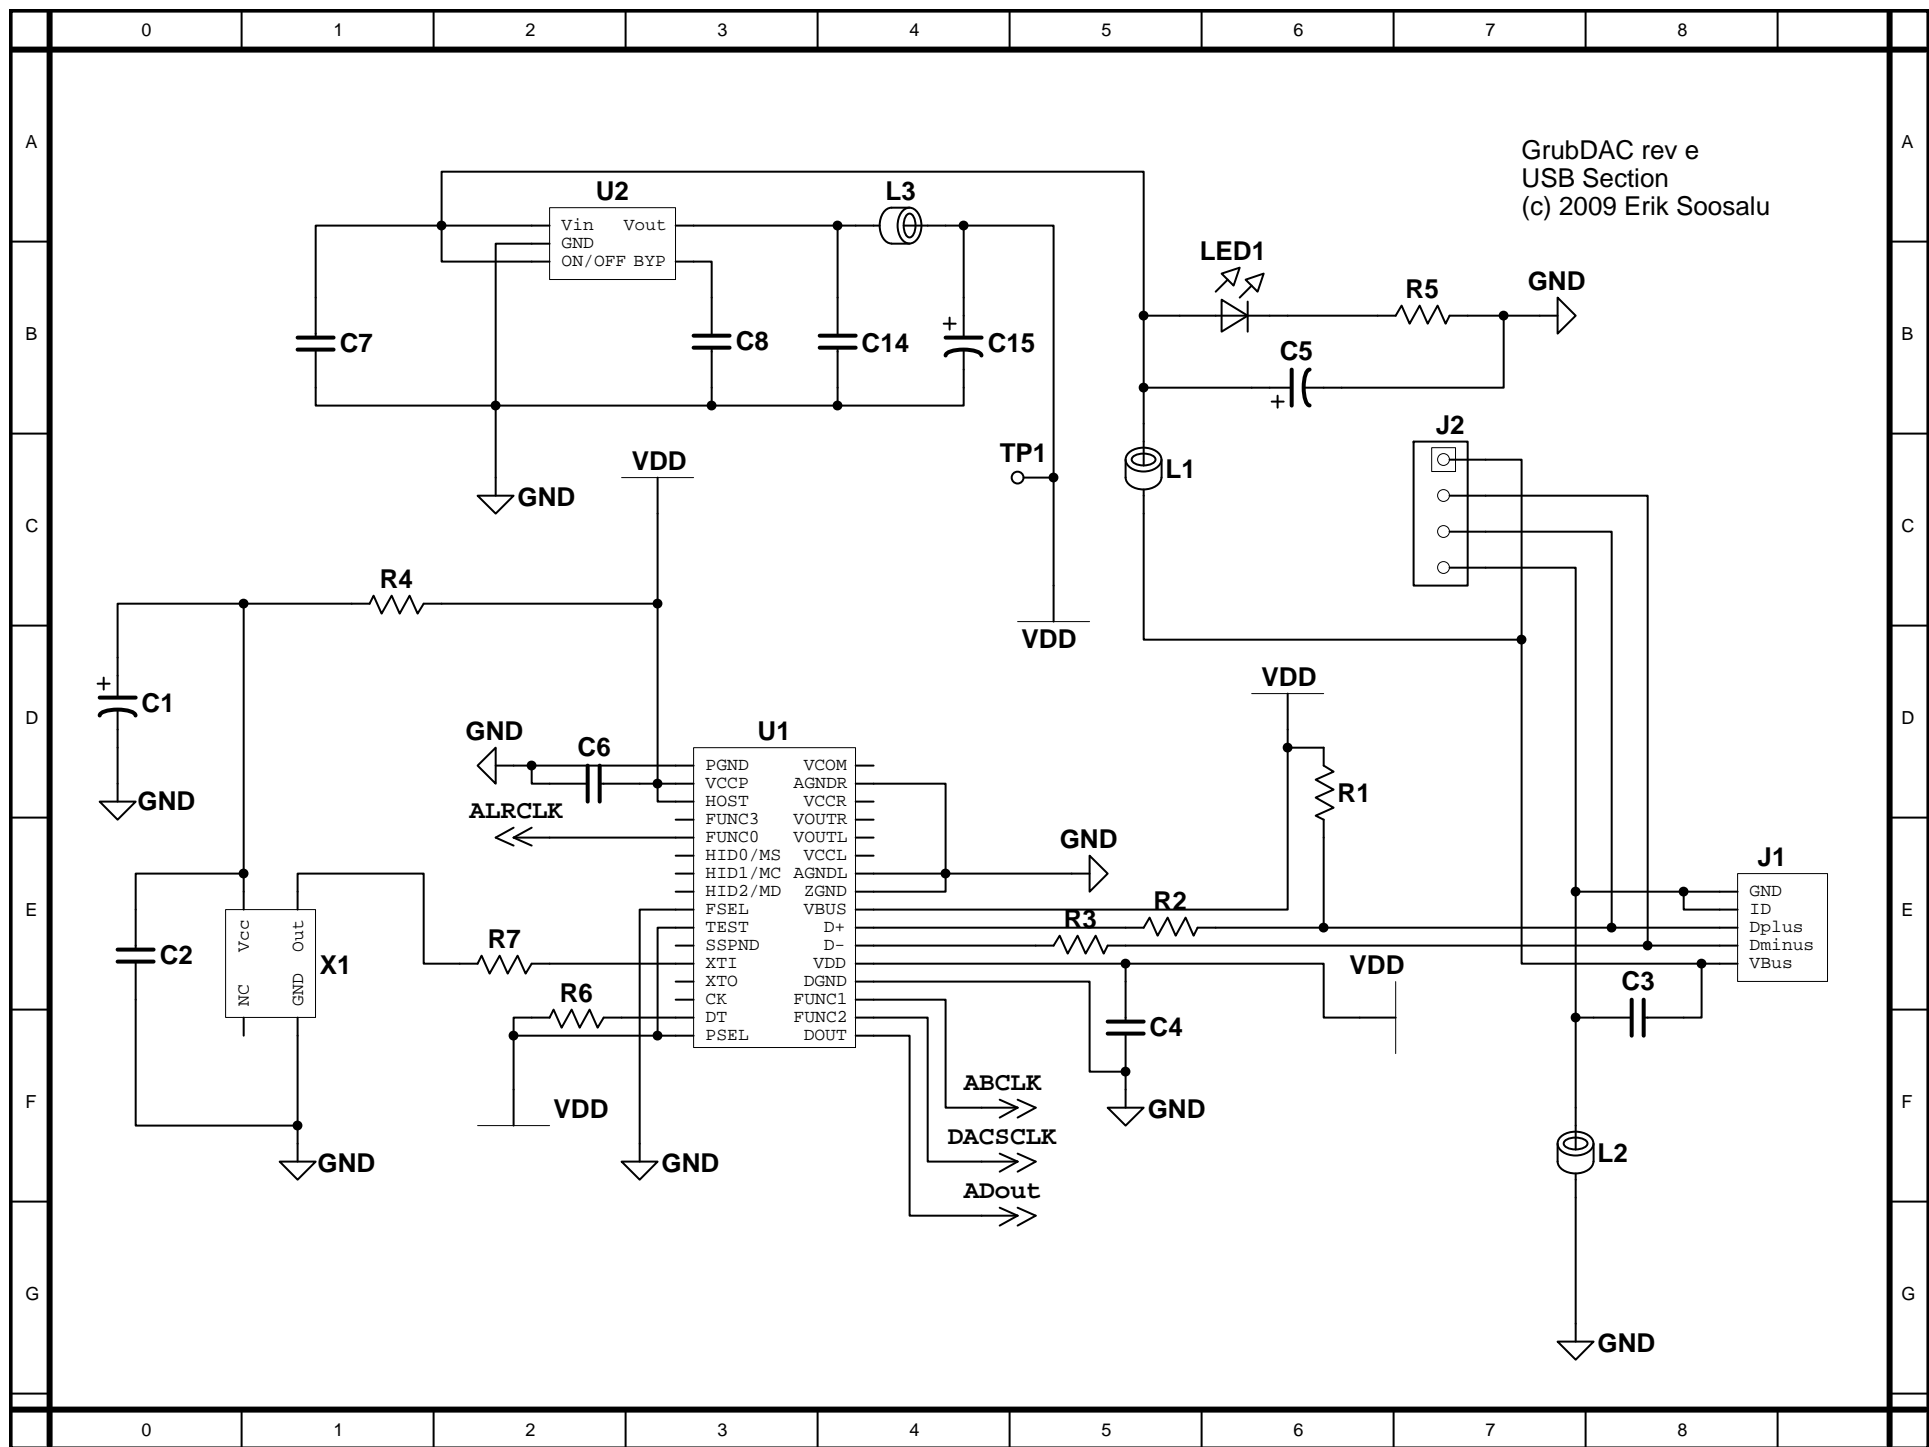 0 1 2 3 4 5 6 7 8
A A
GrubDAC rev e
USB Section
(c) 2009 Erik Soosalu
U2
L3
Vin Vout
GND
ON/OFF BYP
LED1
R5
GND
B B
C7
C8
C14
+
C15
C5
+
J2
VDD
TP1
L1
GND
C C
R4
VDD
VDD
+
C1
D D
GND
C6
U1
GND
ALRCLK
R1
PGND VCOM
VCCP AGNDR
HOST VCCR
FUNC3 VOUTR
FUNC0 VOUTL
HID0/MS VCCL
HID1/MC AGNDL
HID2/MD ZGND
FSEL VBUS
TEST D+
SSPND D-
XTI VDD
XTO DGND
CK FUNC1
DT FUNC2
PSEL DOUT
GND
J1
GND
ID
Dplus
Dminus
VBus
E E
R2
R3
Vcc Out
NC GND
C2
X1
R7
VDD
C3
R6
C4
ABCLK
F F
VDD
GND
DACSCLK
GND
GND
L2
ADout
G G
GND
0 1 2 3 4 5 6 7 8